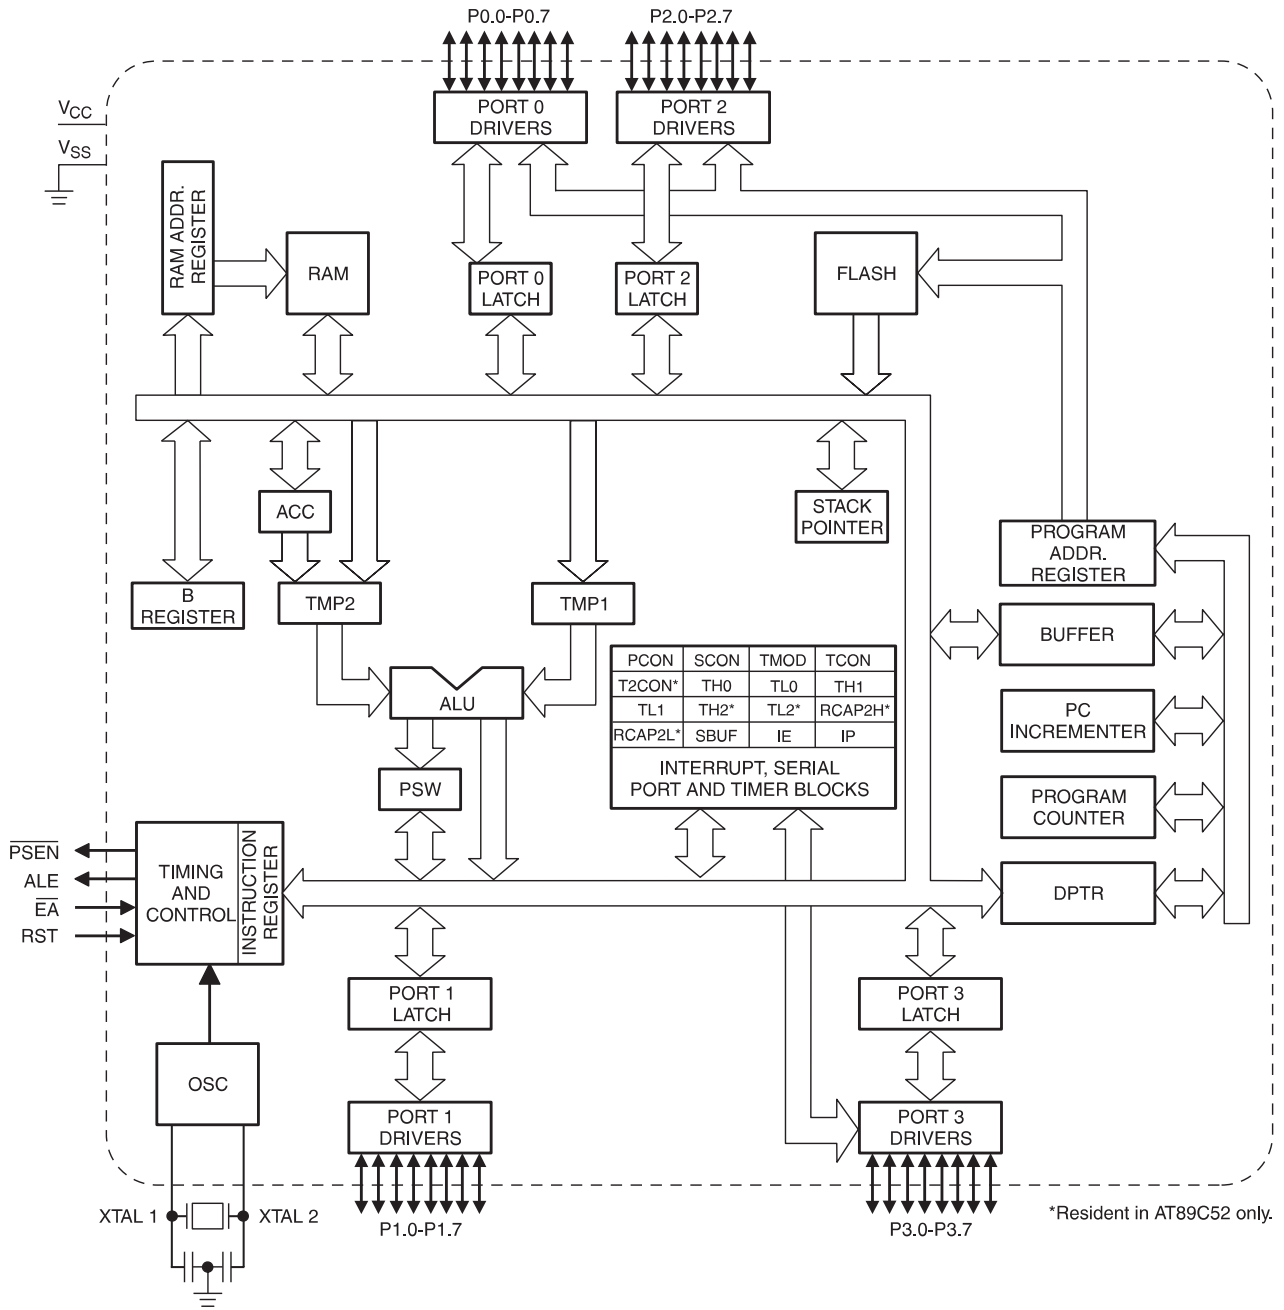 P0.0-P0.7
P2.0-P2.7
VCC
VSS
PORT 0
DRIVERS
PORT 2
DRIVERS
RAM ADDR.
REGISTER
RAM
PORT 0
LATCH
PORT 2
LATCH
FLASH
ACC
STACK
POINTER
PROGRAM
ADDR.
REGISTER
B
REGISTER
TMP2
TMP1
BUFFER
PCON SCON TMOD TCON
T2CON* TH0 TL0 TH1
TL1 TH2* TL2* RCAP2H*
RCAP2L* SBUF IE IP
INTERRUPT, SERIAL
PORT AND TIMER BLOCKS
ALU
PC
INCREMENTER
PSW
PROGRAM
COUNTER
PSEN
ALE
EA
RST
TIMING
AND
CONTROL
INSTRUCTION
REGISTER
DPTR
PORT 1
LATCH
PORT 3
LATCH
OSC
PORT 1
DRIVERS
PORT 3
DRIVERS
XTAL 1
XTAL 2
P1.0-P1.7
P3.0-P3.7
*Resident in AT89C52 only.